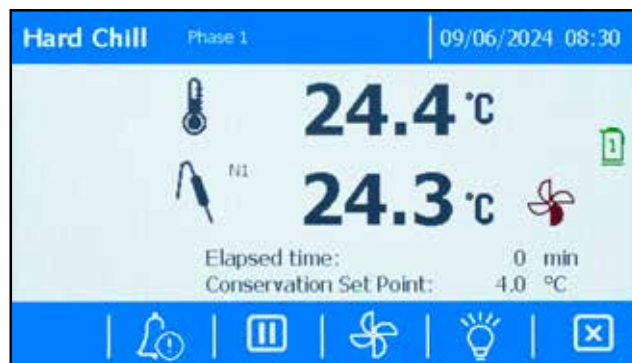 Hard Chill Phase 1 09/06/2024 08:30
24.4 °C
1
N1 24.3 °C
Elapsed time: 0 min
Conservation Set Point: 4.0 °C